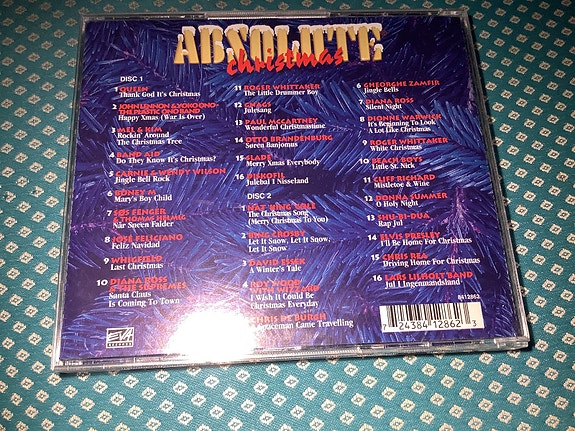 ABSOLUTE
christmas
DISC 1
1 QUEEN
Thank God It's Christmas
2 JOHN LENNON & YOKO ONO
THE PLASTIC ONO BAND
Happy Xmas (War Is Over)
3 MEL & KIM
Rockin' Around
The Christmas Tree
4 BAND AID
Do They Know It's Christmas?
5 CARNIE & WENDY WILSON
Jingle Bell Rock
6 BONEY M
Mary's Boy Child
7 SØS FENGER
& THOMAS HELMIG
Når Sneen Falder
8 JOSÉ FELICIANO
Feliz Navidad
9 WHIGFIELD
Last Christmas
10 DIANA ROSS
& THE SUPREMES
Santa Claus
Is Coming To Town
11 ROGER WHITTAKER
The Little Drummer Boy
12 GNAGS
Julesang
13 PAUL McCARTNEY
Wonderful Christmastime
14 OTTO BRANDENBURG
Søren Banjomus
15 SLADE
Merry Xmas Everybody
16 DISKOFIL
Julebal I Nisseland
DISC 2
1 NAT 'KING' COLE
The Christmas Song
(Merry Christmas To You)
2 BING CROSBY
Let It Snow, Let It Snow,
Let It Snow
3 DAVID ESSEX
A Winter's Tale
4 ROY WOOD
WITH WIZZARD
I Wish It Could Be
Christmas Everyday
CHRIS DE BURGH
Spaceman Came Travelling
6 GHEORGHE ZAMFIR
Jingle Bells
7 DIANA ROSS
Silent Night
8 DIONNE WARWICK
It's Beginning To Look
A Lot Like Christmas
9 ROGER WHITTAKER
White Christmas
10 BEACH BOYS
Little St. Nick
11 CLIFF RICHARD
Mistletoe & Wine
12 DONNA SUMMER
O Holy Night
13 SHU-BI-DUA
Rap Jul
14 ELVIS PRESLEY
I'll Be Home For Christmas
15 CHRIS REA
Driving Home For Christmas
16 LARS LILHOLT BAND
Jul I Ingenmandsland
8412862
7 24384 12862 3
EVA
RECORDS